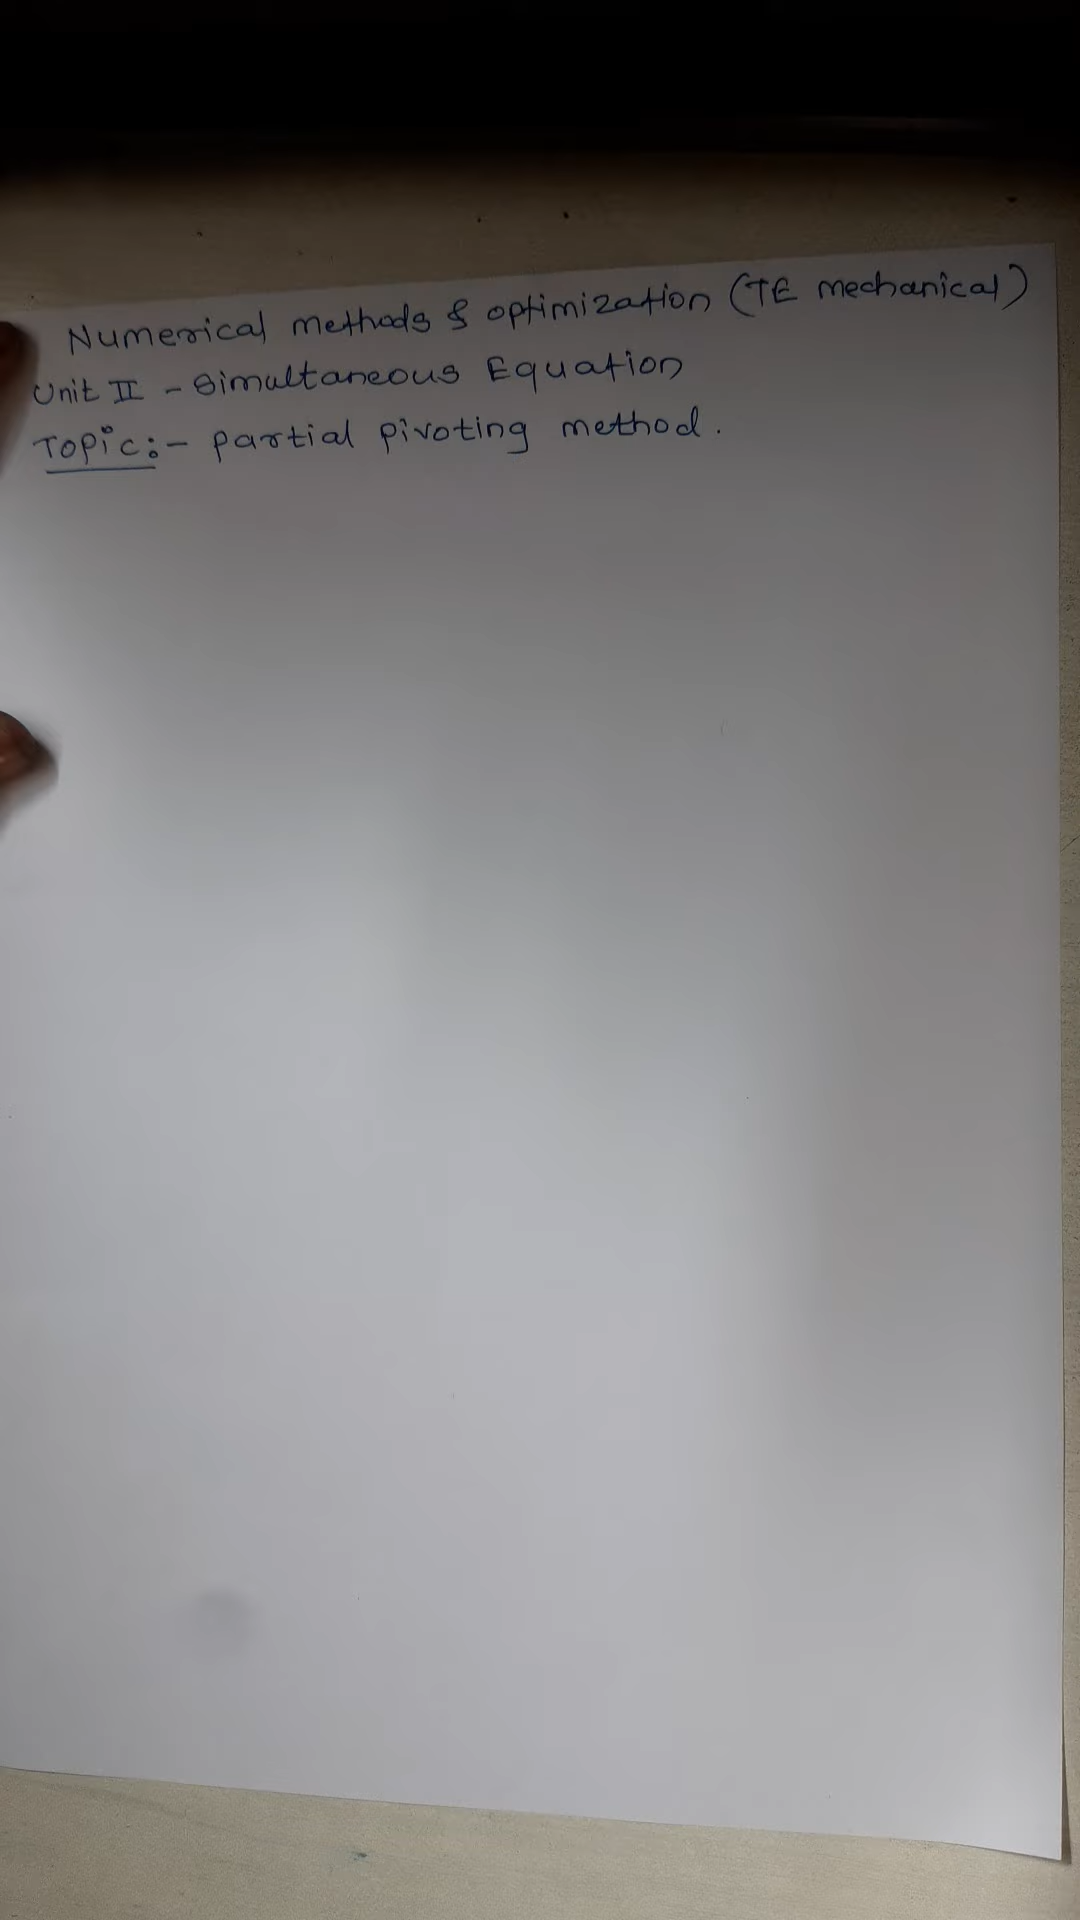 Numerical methods & optimization (TE mechanical)
Unit II - Simultaneous Equation
Topic:- partial pivoting method.